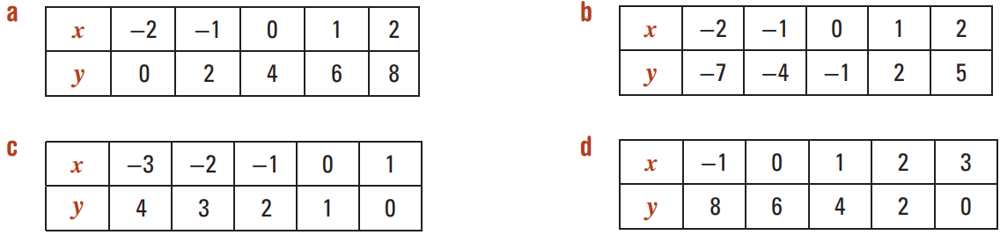 a
x −2 −1 0 1 2
y 0 2 4 6 8
b
x −2 −1 0 1 2
y −7 −4 −1 2 5
c
x −3 −2 −1 0 1
y 4 3 2 1 0
d
x −1 0 1 2 3
y 8 6 4 2 0